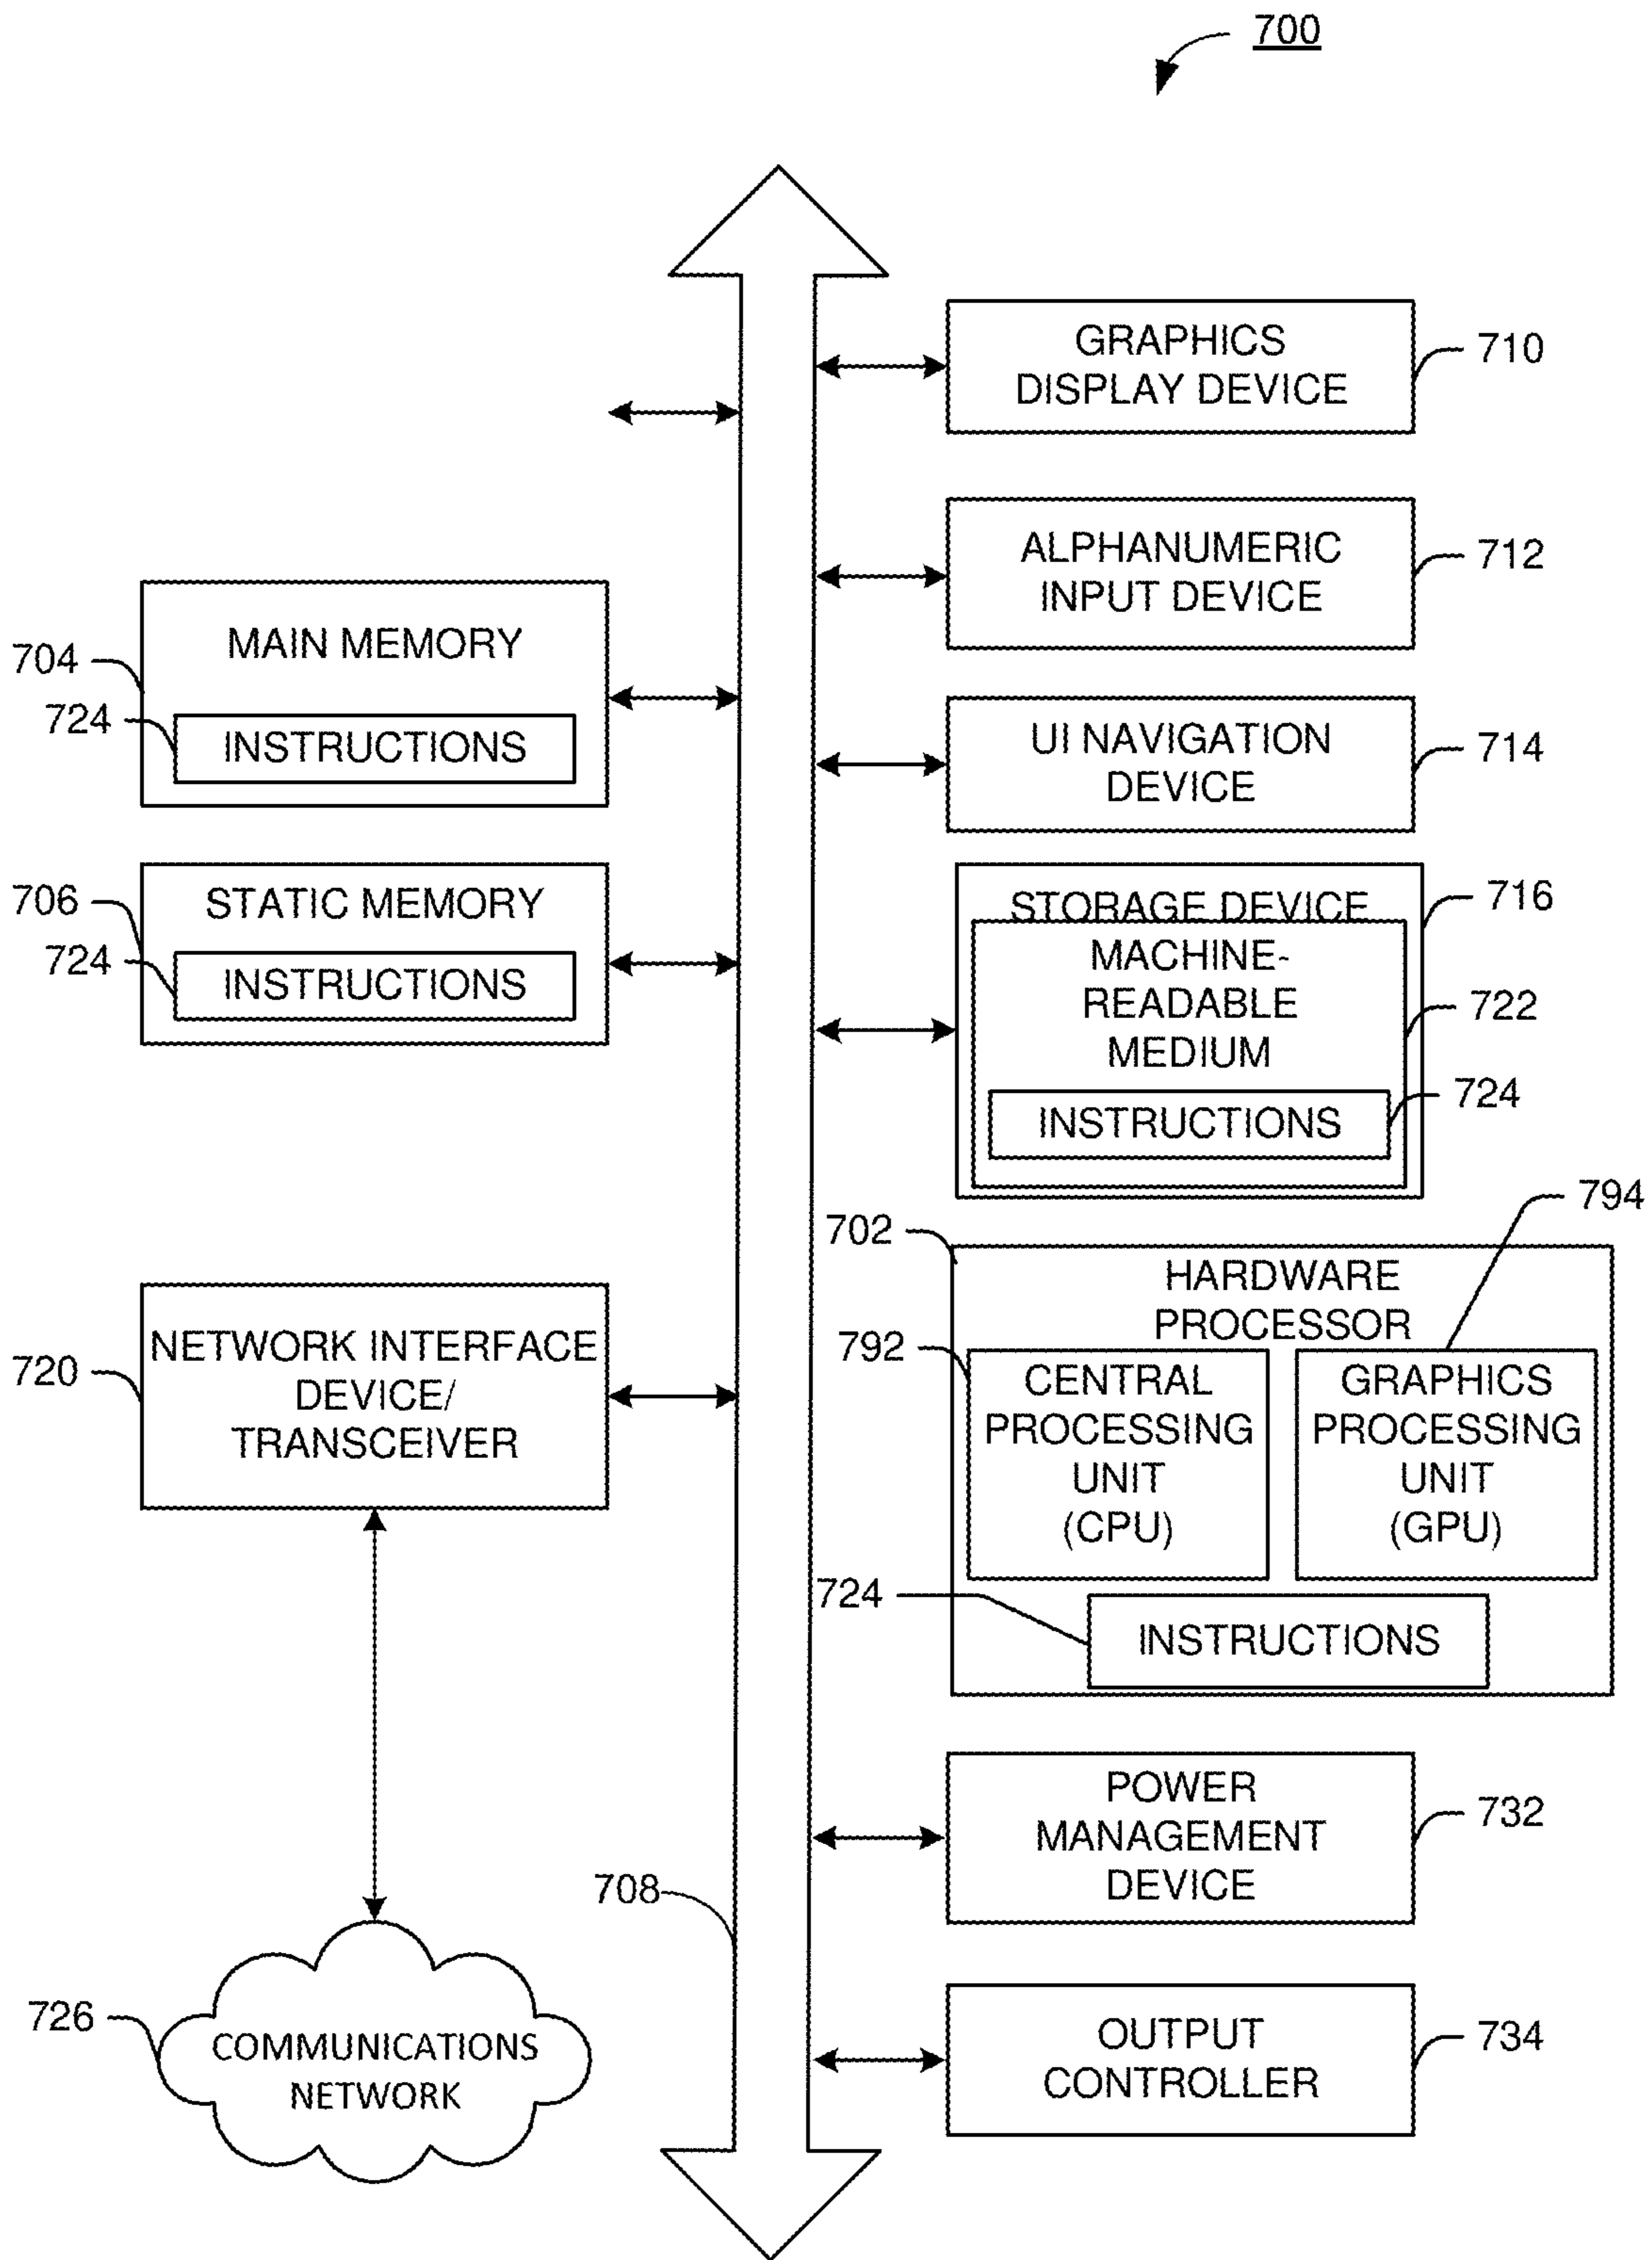 700
GRAPHICS
DISPLAY DEVICE
710
ALPHANUMERIC
INPUT DEVICE
712
MAIN MEMORY
704
724
INSTRUCTIONS
UI NAVIGATION
DEVICE
714
STATIC MEMORY
706
724
INSTRUCTIONS
STORAGE DEVICE
716
MACHINE-
READABLE
MEDIUM
722
INSTRUCTIONS
724
794
702
HARDWARE
PROCESSOR
792
CENTRAL
PROCESSING
UNIT
(CPU)
GRAPHICS
PROCESSING
UNIT
(GPU)
724
INSTRUCTIONS
NETWORK INTERFACE
DEVICE/
TRANSCEIVER
720
POWER
MANAGEMENT
DEVICE
732
708
726
COMMUNICATIONS
NETWORK
OUTPUT
CONTROLLER
734